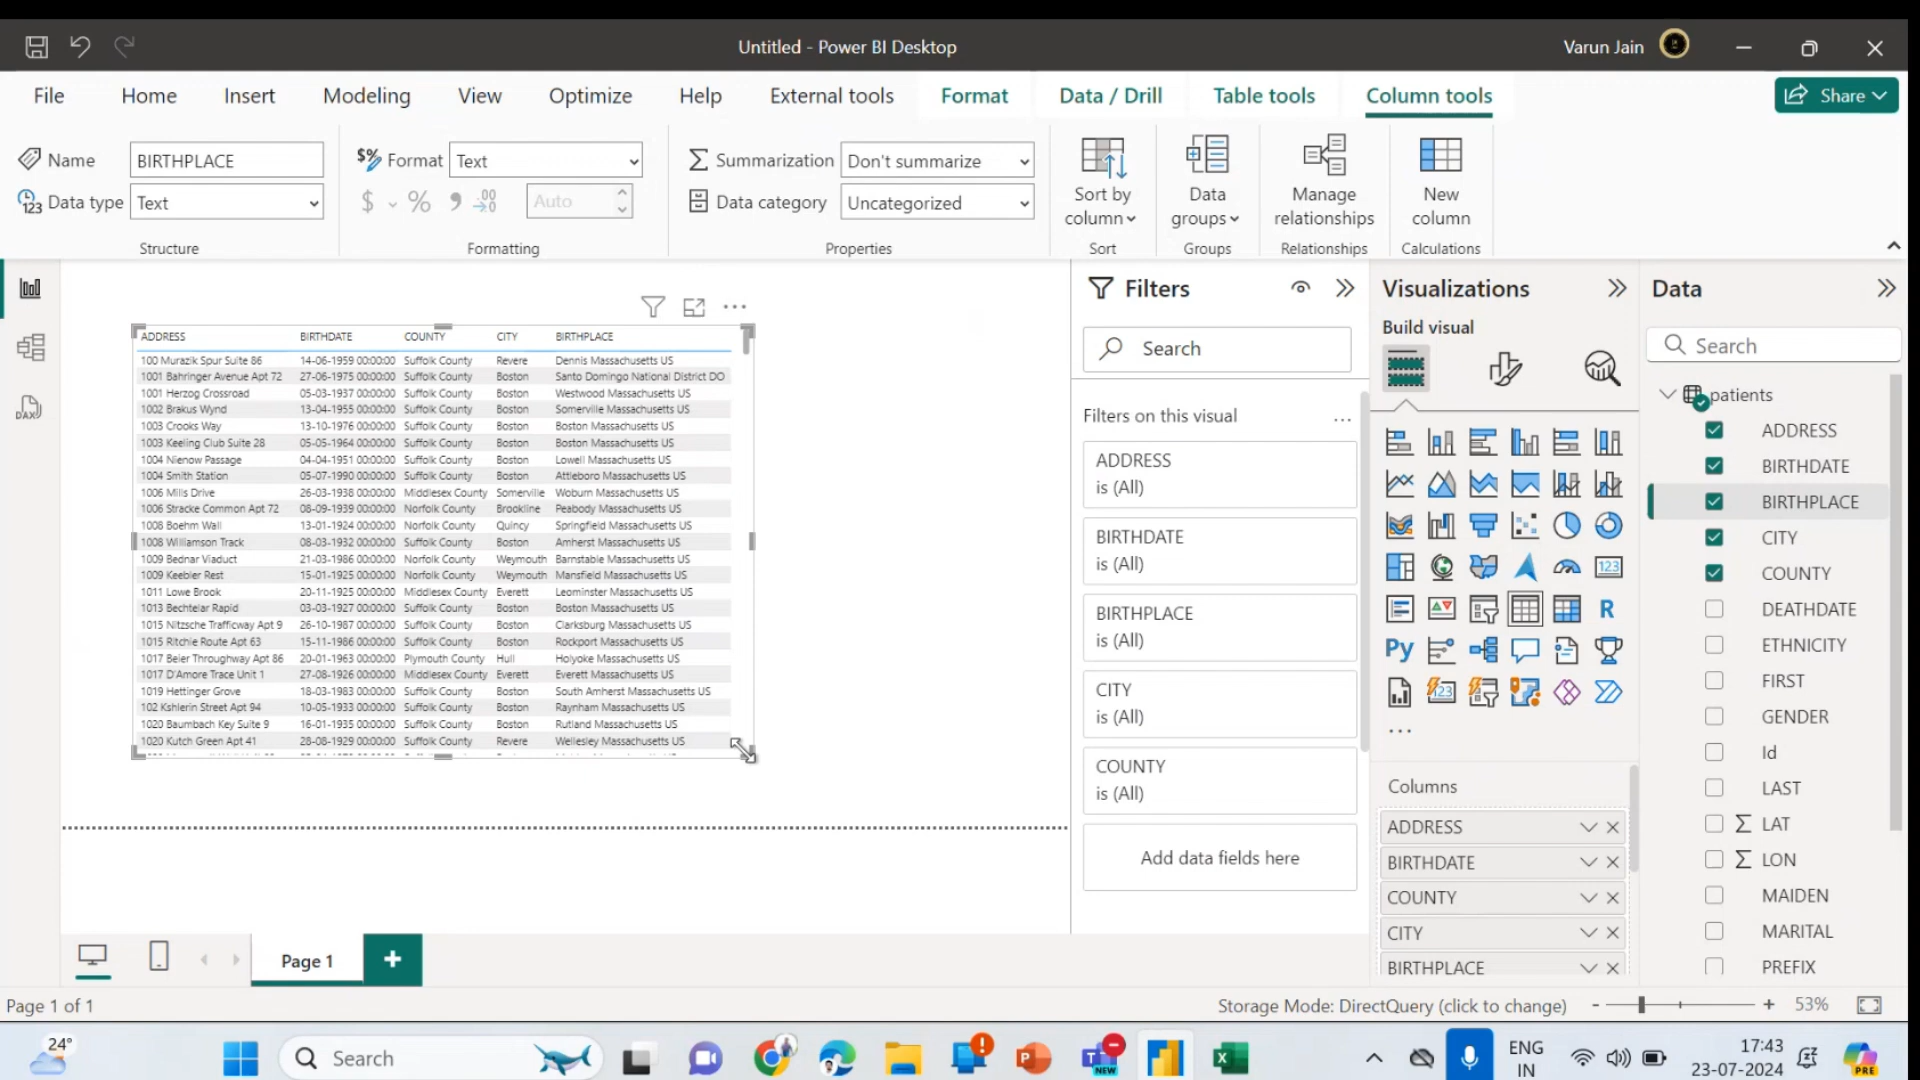 Untitled - Power BI Desktop
Varun Jain
File Home Insert Modeling View Optimize Help External tools Format Data / Drill Table tools Column tools
Share
Name BIRTHPLACE
Data type Text
Structure
Format Text
$ % Auto
Formatting
Summarization Don't summarize
Data category Uncategorized
Properties
Sort by column
Sort
Data groups
Groups
Manage relationships
Relationships
New column
Calculations
ADDRESS BIRTHDATE COUNTY CITY BIRTHPLACE
100 Murazik Spur Suite 86 14-06-1959 00:00:00 Suffolk County Revere Dennis Massachusetts US
1001 Bahringer Avenue Apt 72 27-06-1975 00:00:00 Suffolk County Boston Santo Domingo National District DO
1001 Herzog Crossroad 05-03-1937 00:00:00 Suffolk County Boston Westwood Massachusetts US
1002 Brakus Wynd 13-04-1955 00:00:00 Suffolk County Boston Somerville Massachusetts US
1003 Crooks Way 13-10-1976 00:00:00 Suffolk County Boston Boston Massachusetts US
1003 Keeling Club Suite 28 05-05-1964 00:00:00 Suffolk County Boston Boston Massachusetts US
1004 Nienow Passage 04-04-1951 00:00:00 Suffolk County Boston Lowell Massachusetts US
1004 Smith Station 05-07-1990 00:00:00 Suffolk County Boston Attleboro Massachusetts US
1006 Mills Drive 26-03-1938 00:00:00 Middlesex County Somerville Woburn Massachusetts US
1006 Stracke Common Apt 72 08-09-1939 00:00:00 Norfolk County Brookline Peabody Massachusetts US
1008 Boehm Wall 13-01-1924 00:00:00 Norfolk County Quincy Springfield Massachusetts US
1008 Williamson Track 08-03-1932 00:00:00 Suffolk County Boston Amherst Massachusetts US
1009 Bednar Viaduct 21-03-1986 00:00:00 Norfolk County Weymouth Barnstable Massachusetts US
1009 Keebler Rest 15-01-1925 00:00:00 Norfolk County Weymouth Mansfield Massachusetts US
1011 Lowe Brook 20-11-1925 00:00:00 Middlesex County Everett Leominster Massachusetts US
1013 Bechtelar Rapid 03-03-1927 00:00:00 Suffolk County Boston Boston Massachusetts US
1015 Nitzsche Trafficway Apt 9 26-10-1987 00:00:00 Suffolk County Boston Clarksburg Massachusetts US
1015 Ritchie Route Apt 63 15-11-1986 00:00:00 Suffolk County Boston Rockport Massachusetts US
1017 Beier Throughway Apt 86 20-01-1963 00:00:00 Plymouth County Hull Holyoke Massachusetts US
1017 D'Amore Trace Unit 1 27-08-1926 00:00:00 Middlesex County Everett Everett Massachusetts US
1019 Hettinger Grove 18-03-1983 00:00:00 Suffolk County Boston South Amherst Massachusetts US
102 Kshlerin Street Apt 94 10-05-1933 00:00:00 Suffolk County Boston Raynham Massachusetts US
1020 Baumbach Key Suite 9 16-01-1935 00:00:00 Suffolk County Boston Rutland Massachusetts US
1020 Kutch Green Apt 41 28-08-1929 00:00:00 Suffolk County Revere Wellesley Massachusetts US
Filters
Search
Filters on this visual
ADDRESS
is (All)
BIRTHDATE
is (All)
BIRTHPLACE
is (All)
CITY
is (All)
COUNTY
is (All)
Add data fields here
Visualizations
Build visual
123
R
Py
123
Columns
ADDRESS
BIRTHDATE
COUNTY
CITY
BIRTHPLACE
Data
Search
patients
ADDRESS
BIRTHDATE
BIRTHPLACE
CITY
COUNTY
DEATHDATE
ETHNICITY
FIRST
GENDER
Id
LAST
LAT
LON
MAIDEN
MARITAL
PREFIX
DAX
Page 1
Page 1 of 1
Storage Mode: DirectQuery (click to change)
- + 53%
24°
Search
NEW
ENG
IN
17:43
23-07-2024
PRE